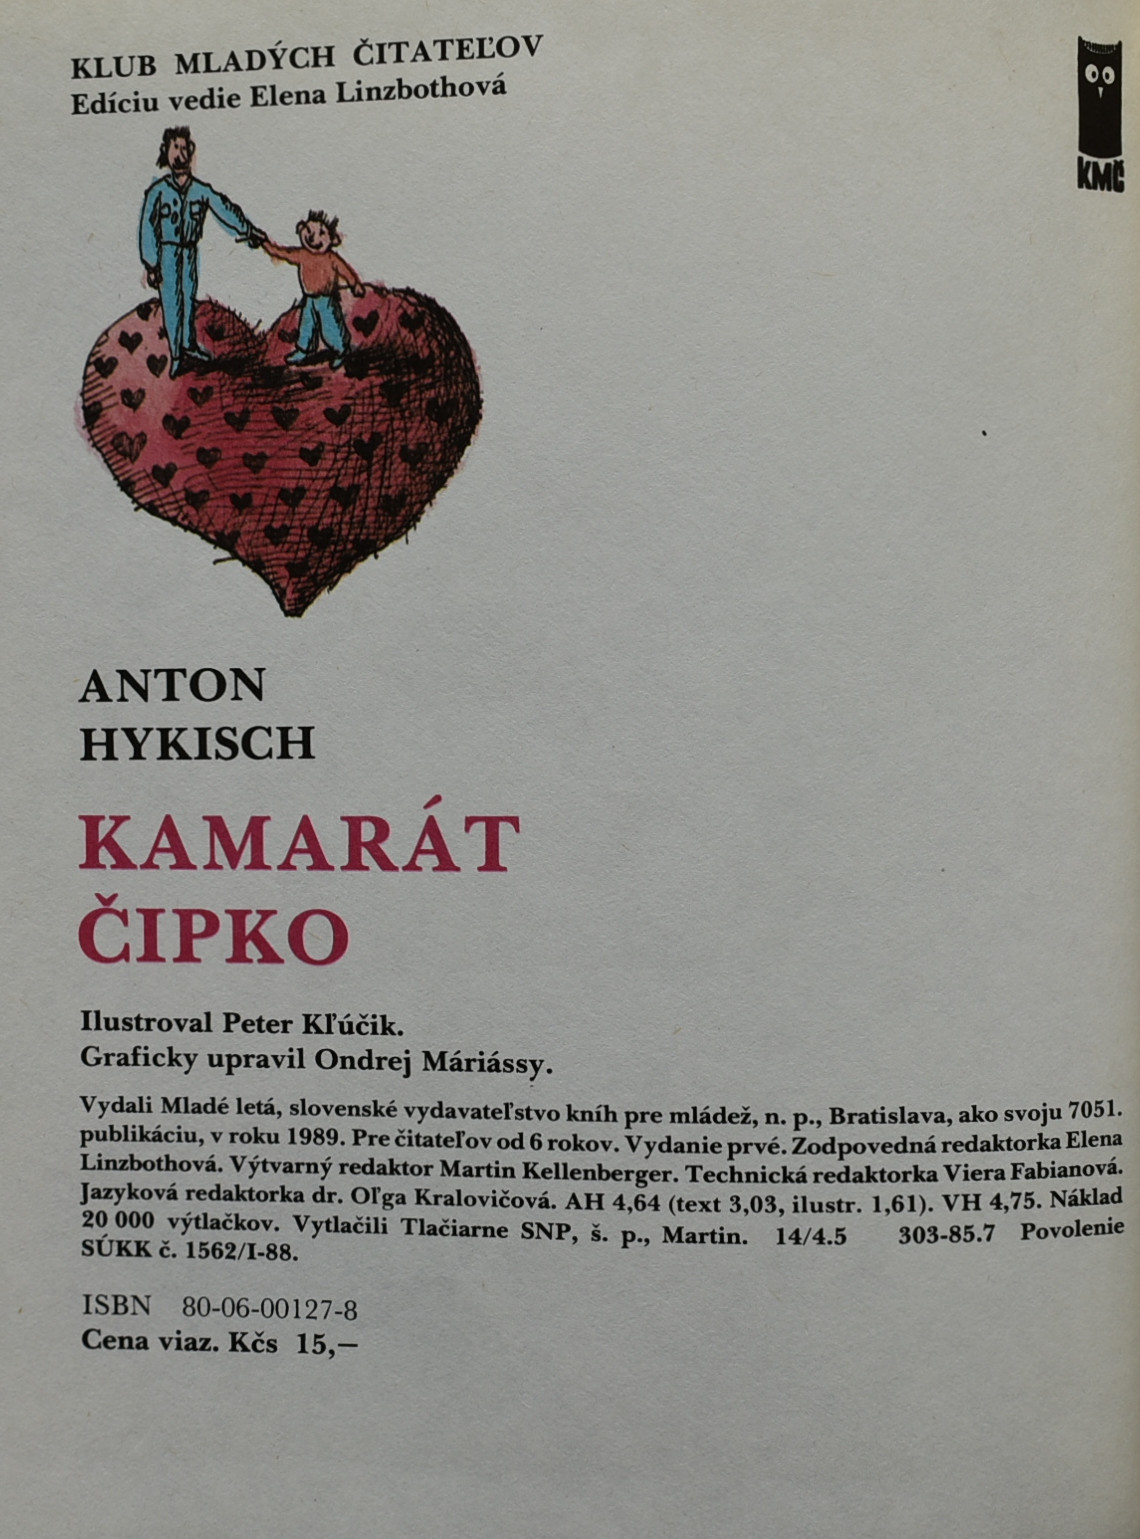 KLUB MLADÝCH ČITATEĽOV
Edíciu vedie Elena Linzbothová
KMČ
ANTON
HYKISCH
KAMARÁT
ČIPKO
Ilustroval Peter Kľúčik.
Graficky upravil Ondrej Máriássy.
Vydali Mladé letá, slovenské vydavateľstvo kníh pre mládež, n. p., Bratislava, ako svoju 7051.
publikáciu, v roku 1989. Pre čitateľov od 6 rokov. Vydanie prvé. Zodpovedná redaktorka Elena
Linzbothová. Výtvarný redaktor Martin Kellenberger. Technická redaktorka Viera Fabianová.
Jazyková redaktorka dr. Oľga Kralovičová. AH 4,64 (text 3,03, ilustr. 1,61). VH 4,75. Náklad
20 000 výtlačkov. Vytlačili Tlačiarne SNP, š. p., Martin. 14/4.5 303-85.7 Povolenie
SÚKK č. 1562/I-88.
ISBN 80-06-00127-8
Cena viaz. Kčs 15,—